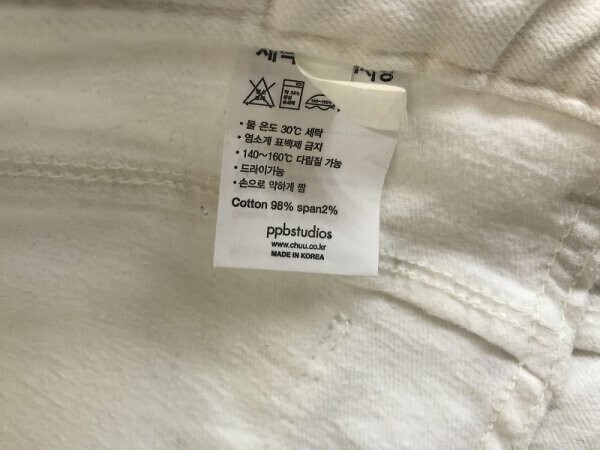 • 물 온도 30℃ 세탁
• 염소계 표백제 금지
• 140~160℃ 다림질 가능
• 드라이가능
• 손으로 약하게 짬
Cotton 98% span2%
ppbstudios
www.chuu.co.kr
MADE IN KOREA